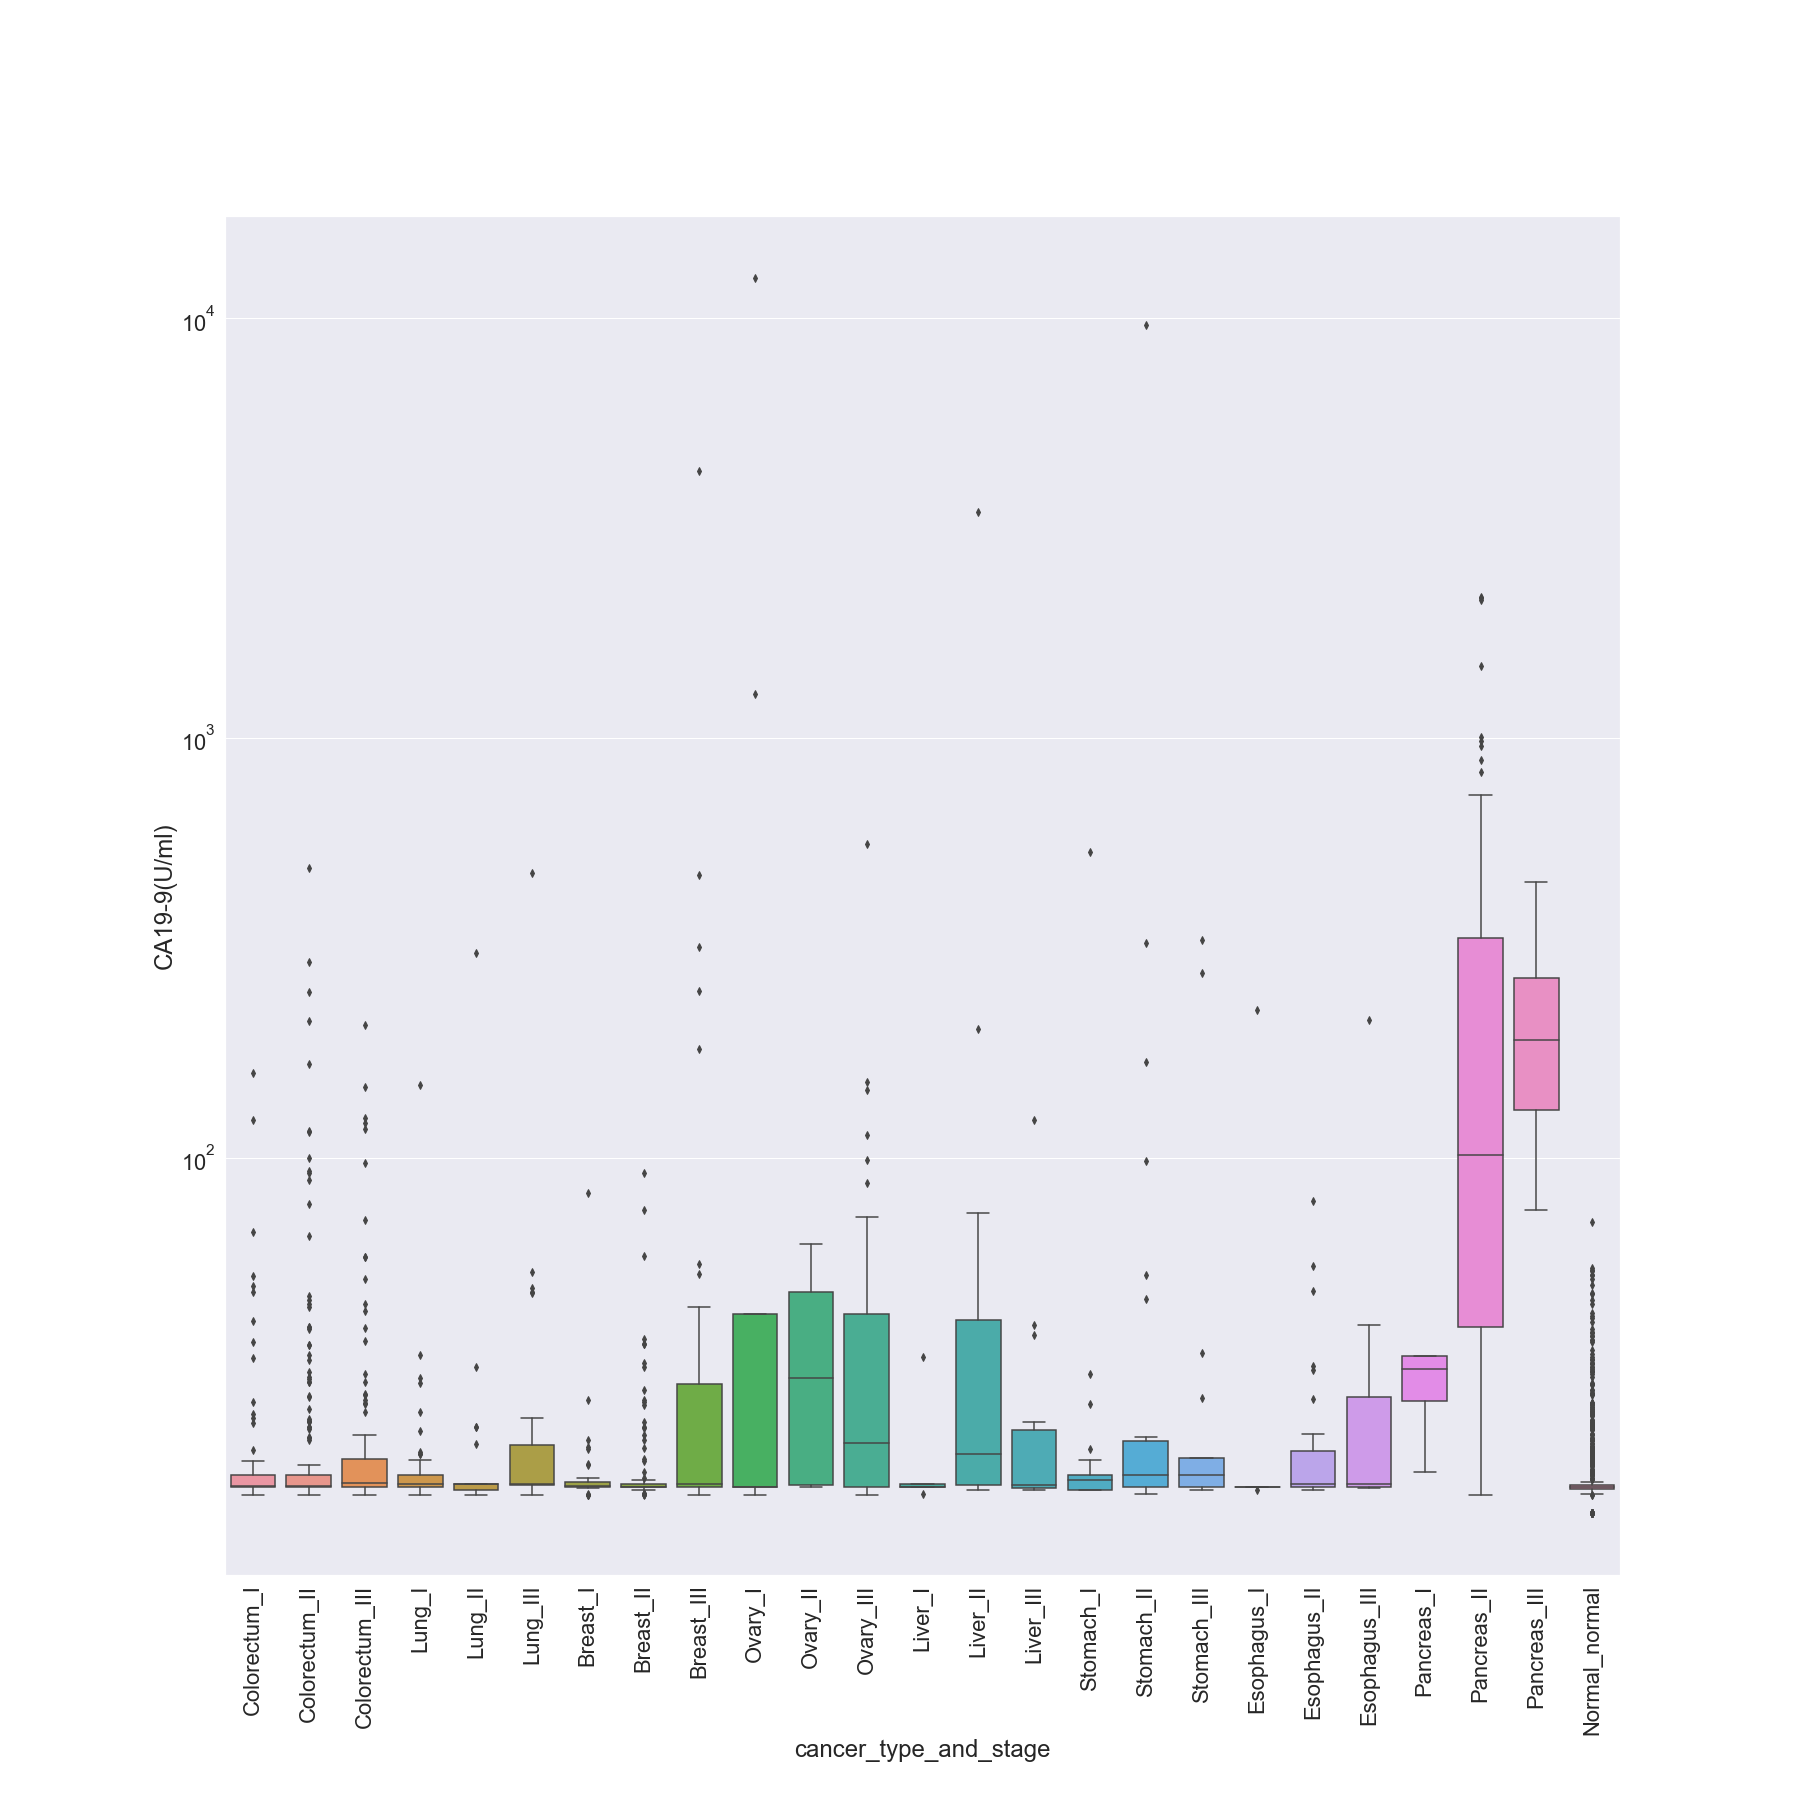 10^4
10^3
10^2
CA19-9(U/ml)
Colorectum_I
Colorectum_II
Colorectum_III
Lung_I
Lung_II
Lung_III
Breast_I
Breast_II
Breast_III
Ovary_I
Ovary_II
Ovary_III
Liver_I
Liver_II
Liver_III
Stomach_I
Stomach_II
Stomach_III
Esophagus_I
Esophagus_II
Esophagus_III
Pancreas_I
Pancreas_II
Pancreas_III
Normal_normal
cancer_type_and_stage